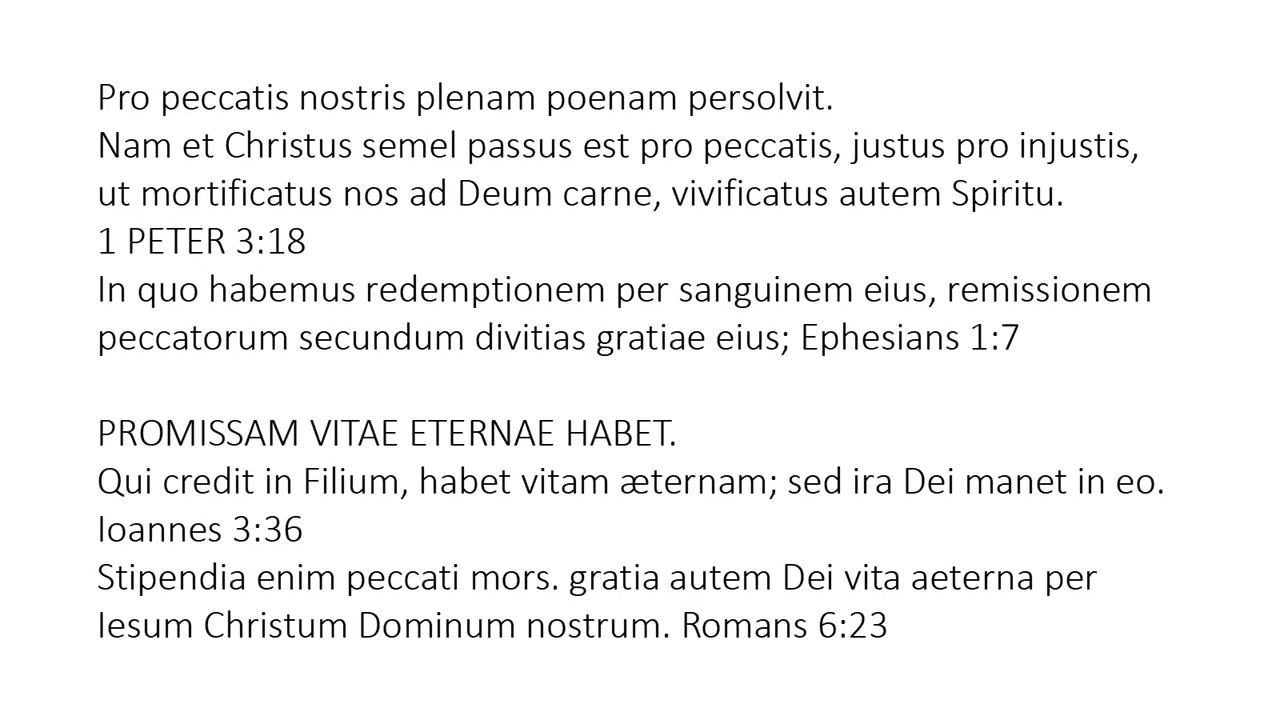 Pro peccatis nostris plenam poenam persolvit.
Nam et Christus semel passus est pro peccatis, justus pro injustis,
ut mortificatus nos ad Deum carne, vivificatus autem Spiritu.
1 PETER 3:18
In quo habemus redemptionem per sanguinem eius, remissionem
peccatorum secundum divitias gratiae eius; Ephesians 1:7
PROMISSAM VITAE ETERNAE HABET.
Qui credit in Filium, habet vitam æternam; sed ira Dei manet in eo.
Ioannes 3:36
Stipendia enim peccati mors. gratia autem Dei vita aeterna per
Iesum Christum Dominum nostrum. Romans 6:23